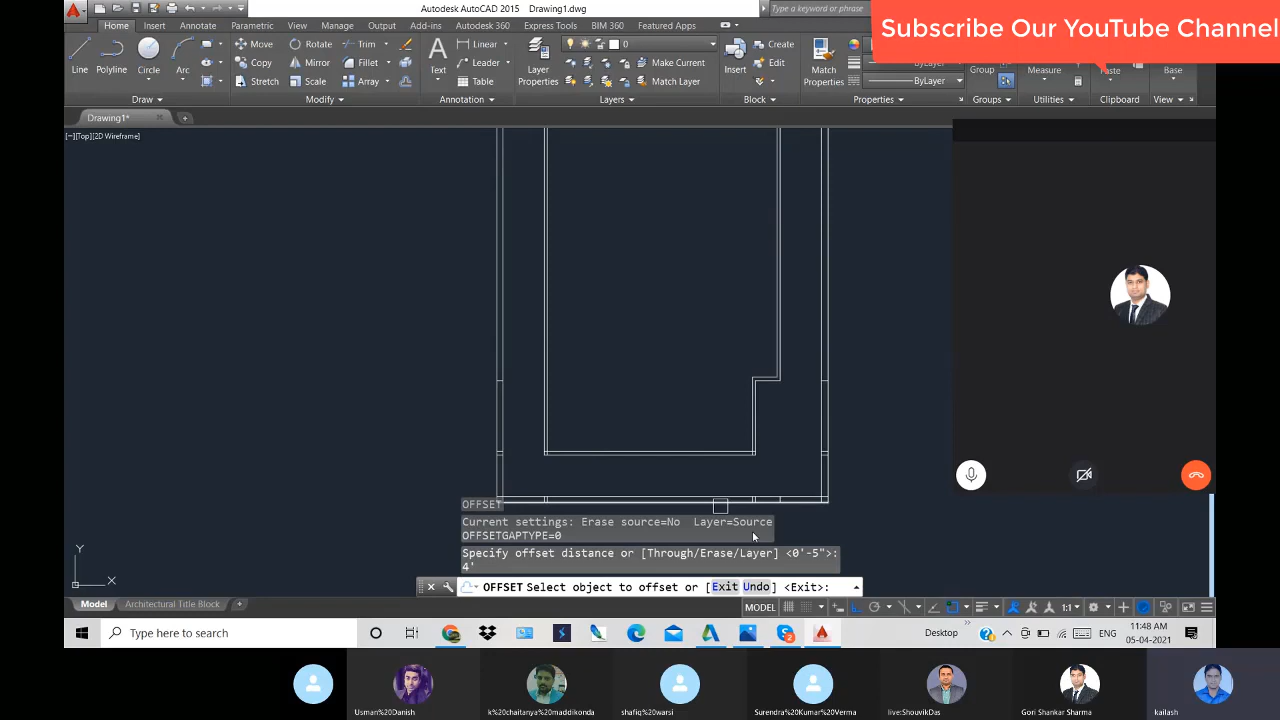 Autodesk AutoCAD 2015 Drawing1.dwg
Type a keyword or phrase
Subscribe Our YouTube Channel
Home Insert Annotate Parametric View Manage Output Add-ins Autodesk 360 Express Tools BIM 360 Featured Apps
Line Polyline Circle Arc
Move Rotate Trim
Copy Mirror Fillet
Stretch Scale Array
Text Linear
Leader
Table
Layer
Properties
0
Make Current
Match Layer
Insert Create
Edit
Match
Properties
ByLayer
ByLayer
Group Measure Paste Base
Draw Modify Annotation Layers Block Properties Groups Utilities Clipboard View
Drawing1*
[−][Top][2D Wireframe]
OFFSET
Current settings: Erase source=No Layer=Source
OFFSETGAPTYPE=0
Specify offset distance or [Through/Erase/Layer] <0'-5">:
4'
OFFSET Select object to offset or [Exit Undo] <Exit>:
Y
X
Model Architectural Title Block
MODEL 1:1
Type here to search
Desktop
ENG
11:48 AM
05-04-2021
Usman%20Danish k%20chaitanya%20maddikonda shafiq%20warsi Surendra%20Kumar%20Verma live:ShouvikDas Gori Shankar Sharma kailash